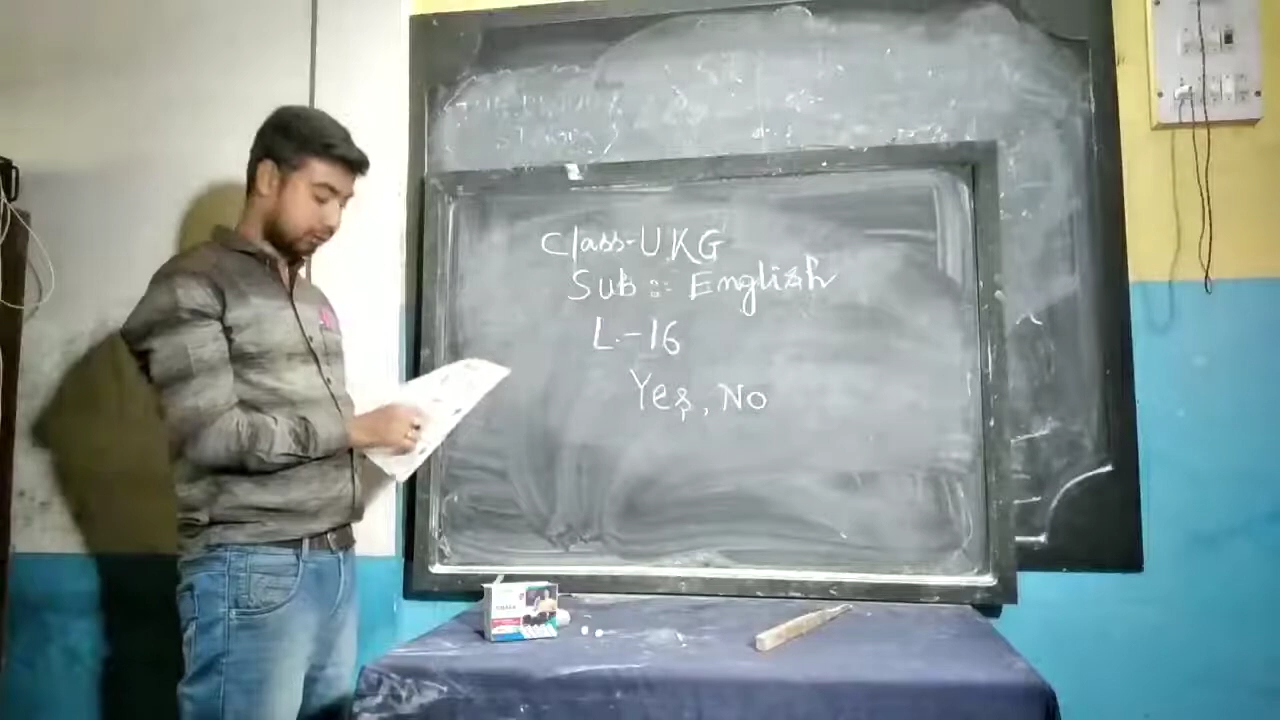 Class-UKG
Sub :- English
L-16
Yes, No